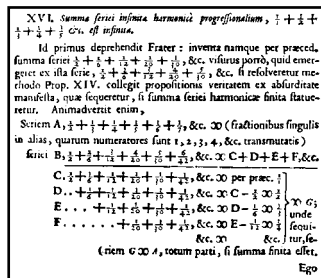 XVI. Summa seriei infinita harmonicè progressionalium, 1/1 + 1/2 +
1/3 + 1/4 + 1/5 &c. est infinita.
Id primus deprehendit Frater : inventa namque per præced.
summa seriei 1/2 + 1/6 + 1/12 + 1/20 + 1/30, &c. visurus porrò, quid emer-
geret ex ista serie, 1/2 + 2/6 + 3/12 + 4/20 + 5/30, &c. si resolveretur me-
thodo Prop. XIV. collegit propositionis veritatem ex absurditate
manifesta, quæ sequeretur, si summa seriei harmonicæ finita statue-
retur. Animadvertit enim,
Seriem A, 1/2 + 1/3 + 1/4 + 1/5 + 1/6 + 1/7, &c. ∞ (fractionibus singulis
in alias, quarum numeratores sunt 1, 2, 3, 4, &c. transmutatis)
seriei B, 1/2 + 2/6 + 3/12 + 4/20 + 5/30 + 6/42, &c. ∞ C + D + E + F, &c.
C. 1/2 + 1/6 + 1/12 + 1/20 + 1/30 + 1/42, &c. ∞ per præc. 1/1
D. . + 1/6 + 1/12 + 1/20 + 1/30 + 1/42, &c. ∞ C − 1/2 ∞ 1/2 ∞ G;
E. . . . + 1/12 + 1/20 + 1/30 + 1/42, &c. ∞ D − 1/6 ∞ 1/3 unde
F. . . . . . . + 1/20 + 1/30 + 1/42, &c. ∞ E − 1/12 ∞ 1/4 sequi-
&c. ∞ &c. tur, se-
(riem G ∞ A, totum parti, si summa finita esset.
Ego